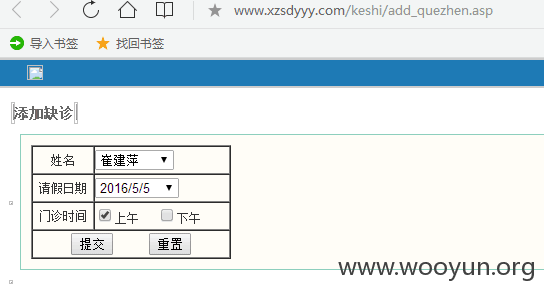 www.xzsdyyy.com/keshi/add_quezhen.asp
导入书签 找回书签
添加缺诊
姓名 崔建萍
请假日期 2016/5/5
门诊时间 上午 下午
提交 重置
www.wooyun.org